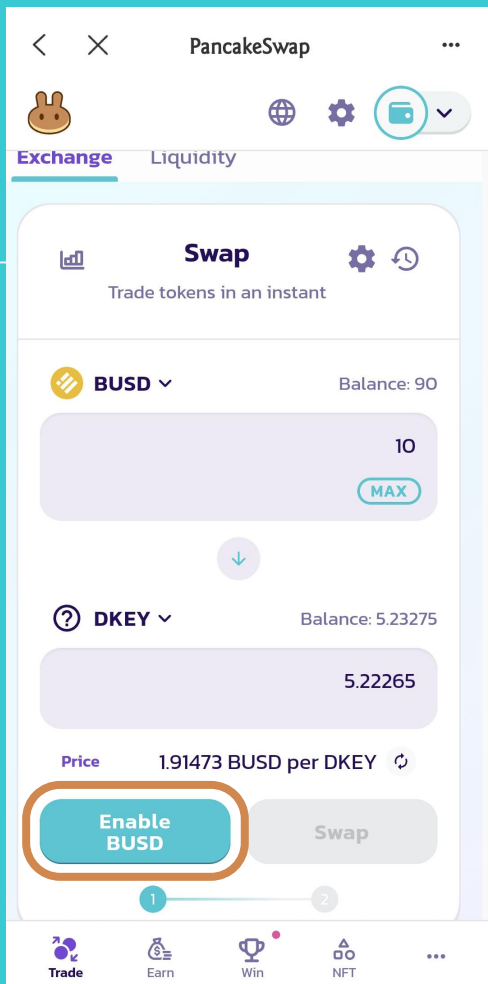 PancakeSwap
Exchange Liquidity
Swap
Trade tokens in an instant
BUSD Balance: 90
10
MAX
DKEY Balance: 5.23275
5.22265
Price 1.91473 BUSD per DKEY
Enable
BUSD
Swap
1 2
Trade Earn Win NFT